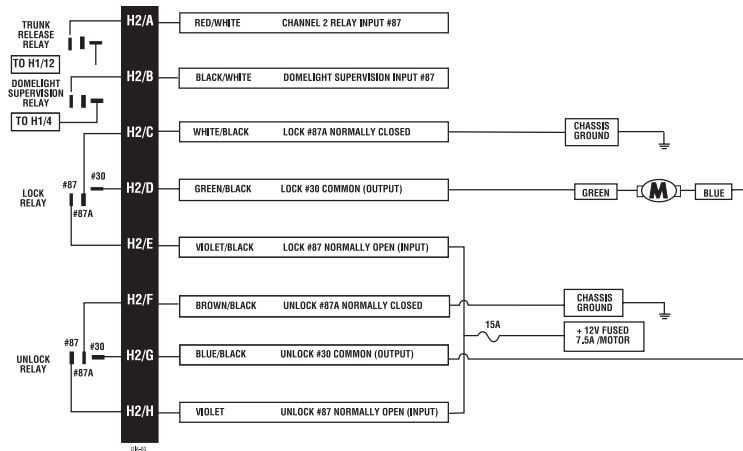 TRUNK
RELEASE
RELAY
TO H1/12
H2/A
RED/WHITE CHANNEL 2 RELAY INPUT #87
DOMELIGHT
SUPERVISION
RELAY
TO H1/4
H2/B
BLACK/WHITE DOMELIGHT SUPERVISION INPUT #87
H2/C
WHITE/BLACK LOCK #87A NORMALLY CLOSED
CHASSIS
GROUND
LOCK
RELAY
#87
#30
#87A
H2/D
GREEN/BLACK LOCK #30 COMMON (OUTPUT)
GREEN
M
BLUE
H2/E
VIOLET/BLACK LOCK #87 NORMALLY OPEN (INPUT)
H2/F
BROWN/BLACK UNLOCK #87A NORMALLY CLOSED
CHASSIS
GROUND
15A
+ 12V FUSED
7.5A /MOTOR
UNLOCK
RELAY
#87
#30
#87A
H2/G
BLUE/BLACK UNLOCK #30 COMMON (OUTPUT)
H2/H
VIOLET UNLOCK #87 NORMALLY OPEN (INPUT)